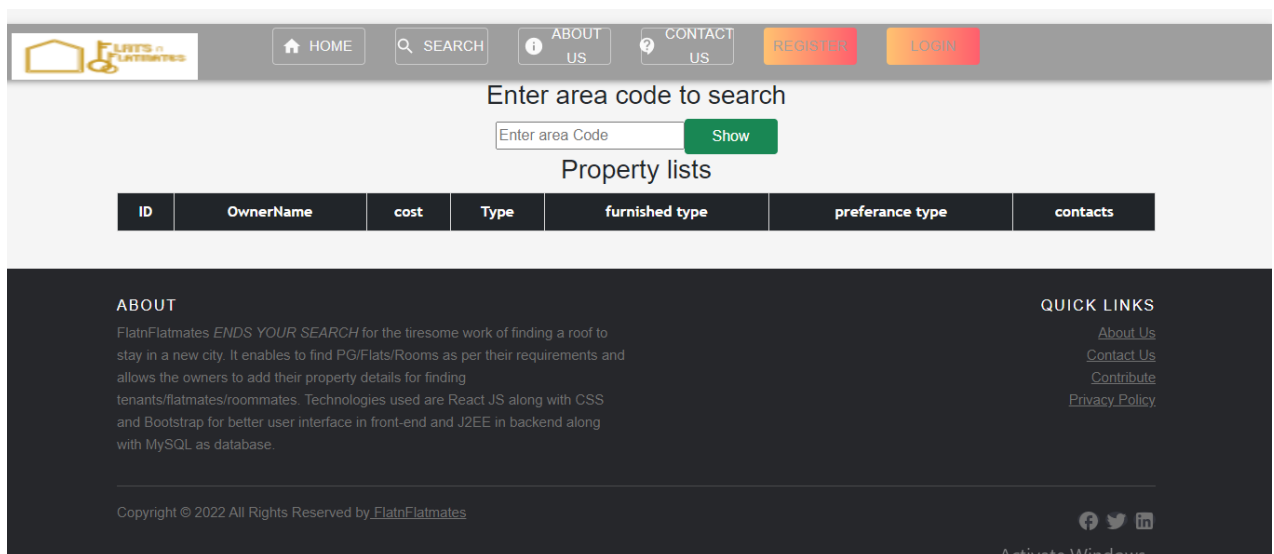 FLATS n
FLATMATES
HOME
SEARCH
ABOUT
US
CONTACT
US
REGISTER
LOGIN
Enter area code to search
Enter area Code
Show
Property lists
ID OwnerName cost Type furnished type preferance type contacts
ABOUT
FlatnFlatmates ENDS YOUR SEARCH for the tiresome work of finding a roof to
stay in a new city. It enables to find PG/Flats/Rooms as per their requirements and
allows the owners to add their property details for finding
tenants/flatmates/roommates. Technologies used are React JS along with CSS
and Bootstrap for better user interface in front-end and J2EE in backend along
with MySQL as database.
QUICK LINKS
About Us
Contact Us
Contribute
Privacy Policy
Copyright © 2022 All Rights Reserved by FlatnFlatmates
Activate Windows